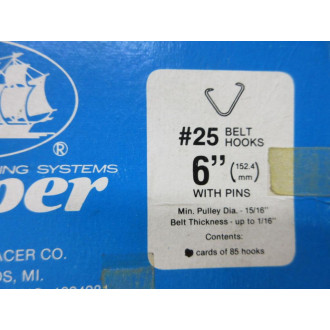 ®
ING SYSTEMS
per
ACER CO.
DS, MI.
#25 BELT HOOKS
6" (152.4 mm)
WITH PINS
Min. Pulley Dia. - 15/16"
Belt Thickness - up to 1/16"
Contents:
cards of 85 hooks